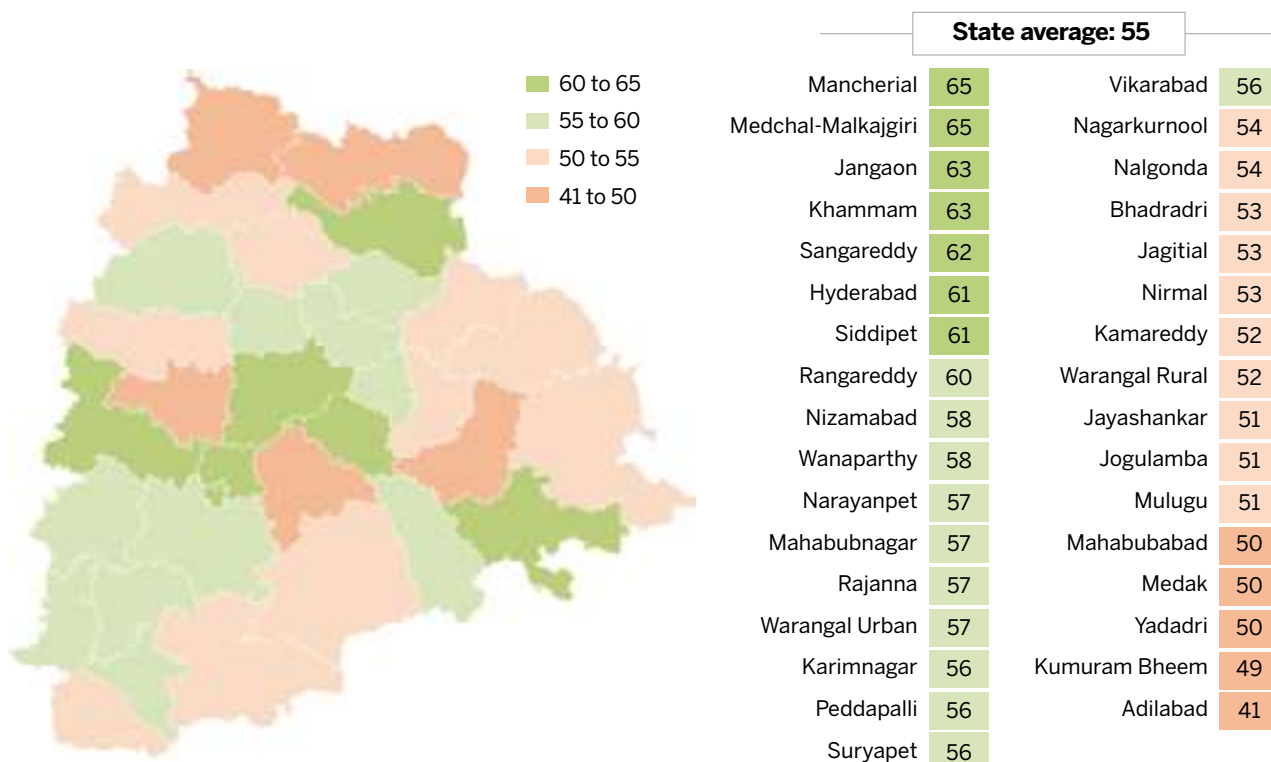 State average: 55
60 to 65
55 to 60
50 to 55
41 to 50
Mancherial 65
Medchal-Malkajgiri 65
Jangaon 63
Khammam 63
Sangareddy 62
Hyderabad 61
Siddipet 61
Rangareddy 60
Nizamabad 58
Wanaparthy 58
Narayanpet 57
Mahabubnagar 57
Rajanna 57
Warangal Urban 57
Karimnagar 56
Peddapalli 56
Suryapet 56
Vikarabad 56
Nagarkurnool 54
Nalgonda 54
Bhadradri 53
Jagitial 53
Nirmal 53
Kamareddy 52
Warangal Rural 52
Jayashankar 51
Jogulamba 51
Mulugu 51
Mahabubabad 50
Medak 50
Yadadri 50
Kumuram Bheem 49
Adilabad 41